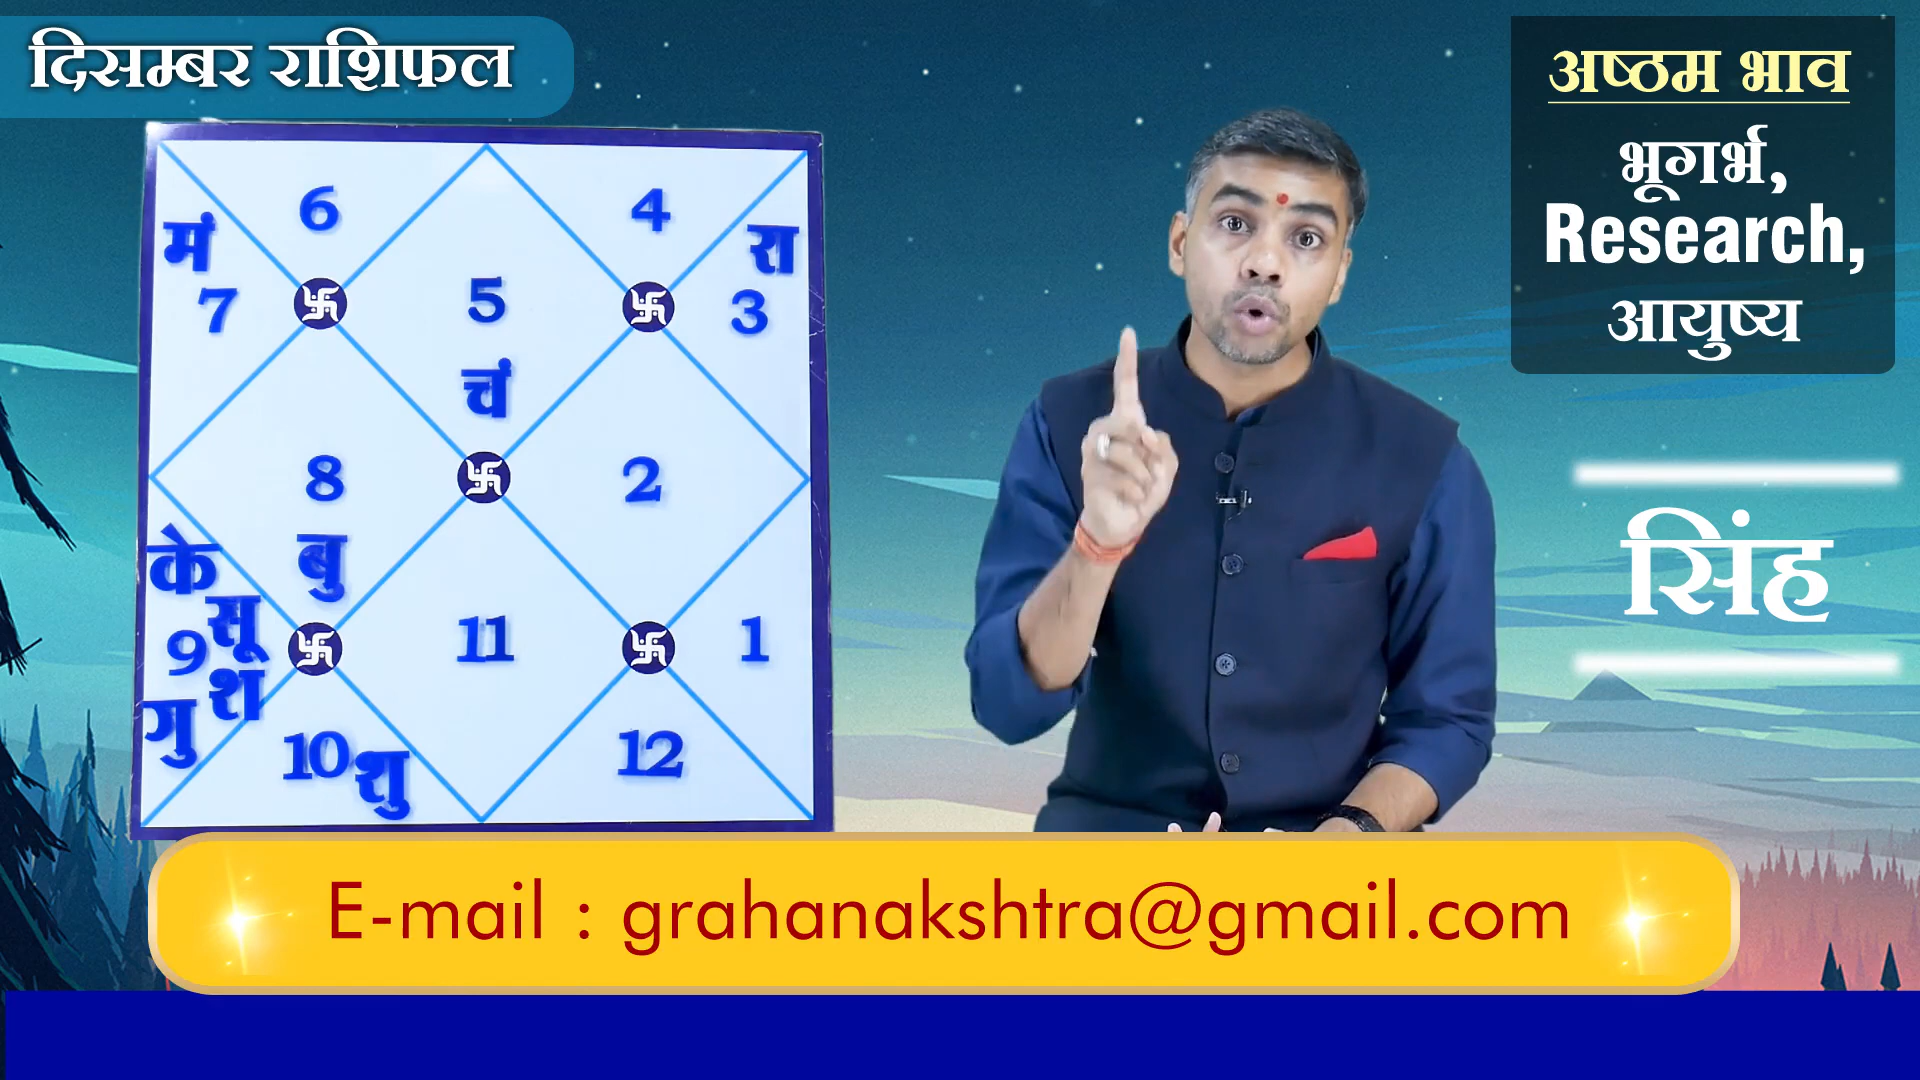 दिसम्बर राशिफल
अष्ठम भाव
भूगर्भ,
Research,
आयुष्य
सिंह
6
4
मं
रा
7
5
3
चं
8
2
बु
के
सू
9
श
गु
11
1
10 शु
12
E-mail : grahanakshtra@gmail.com